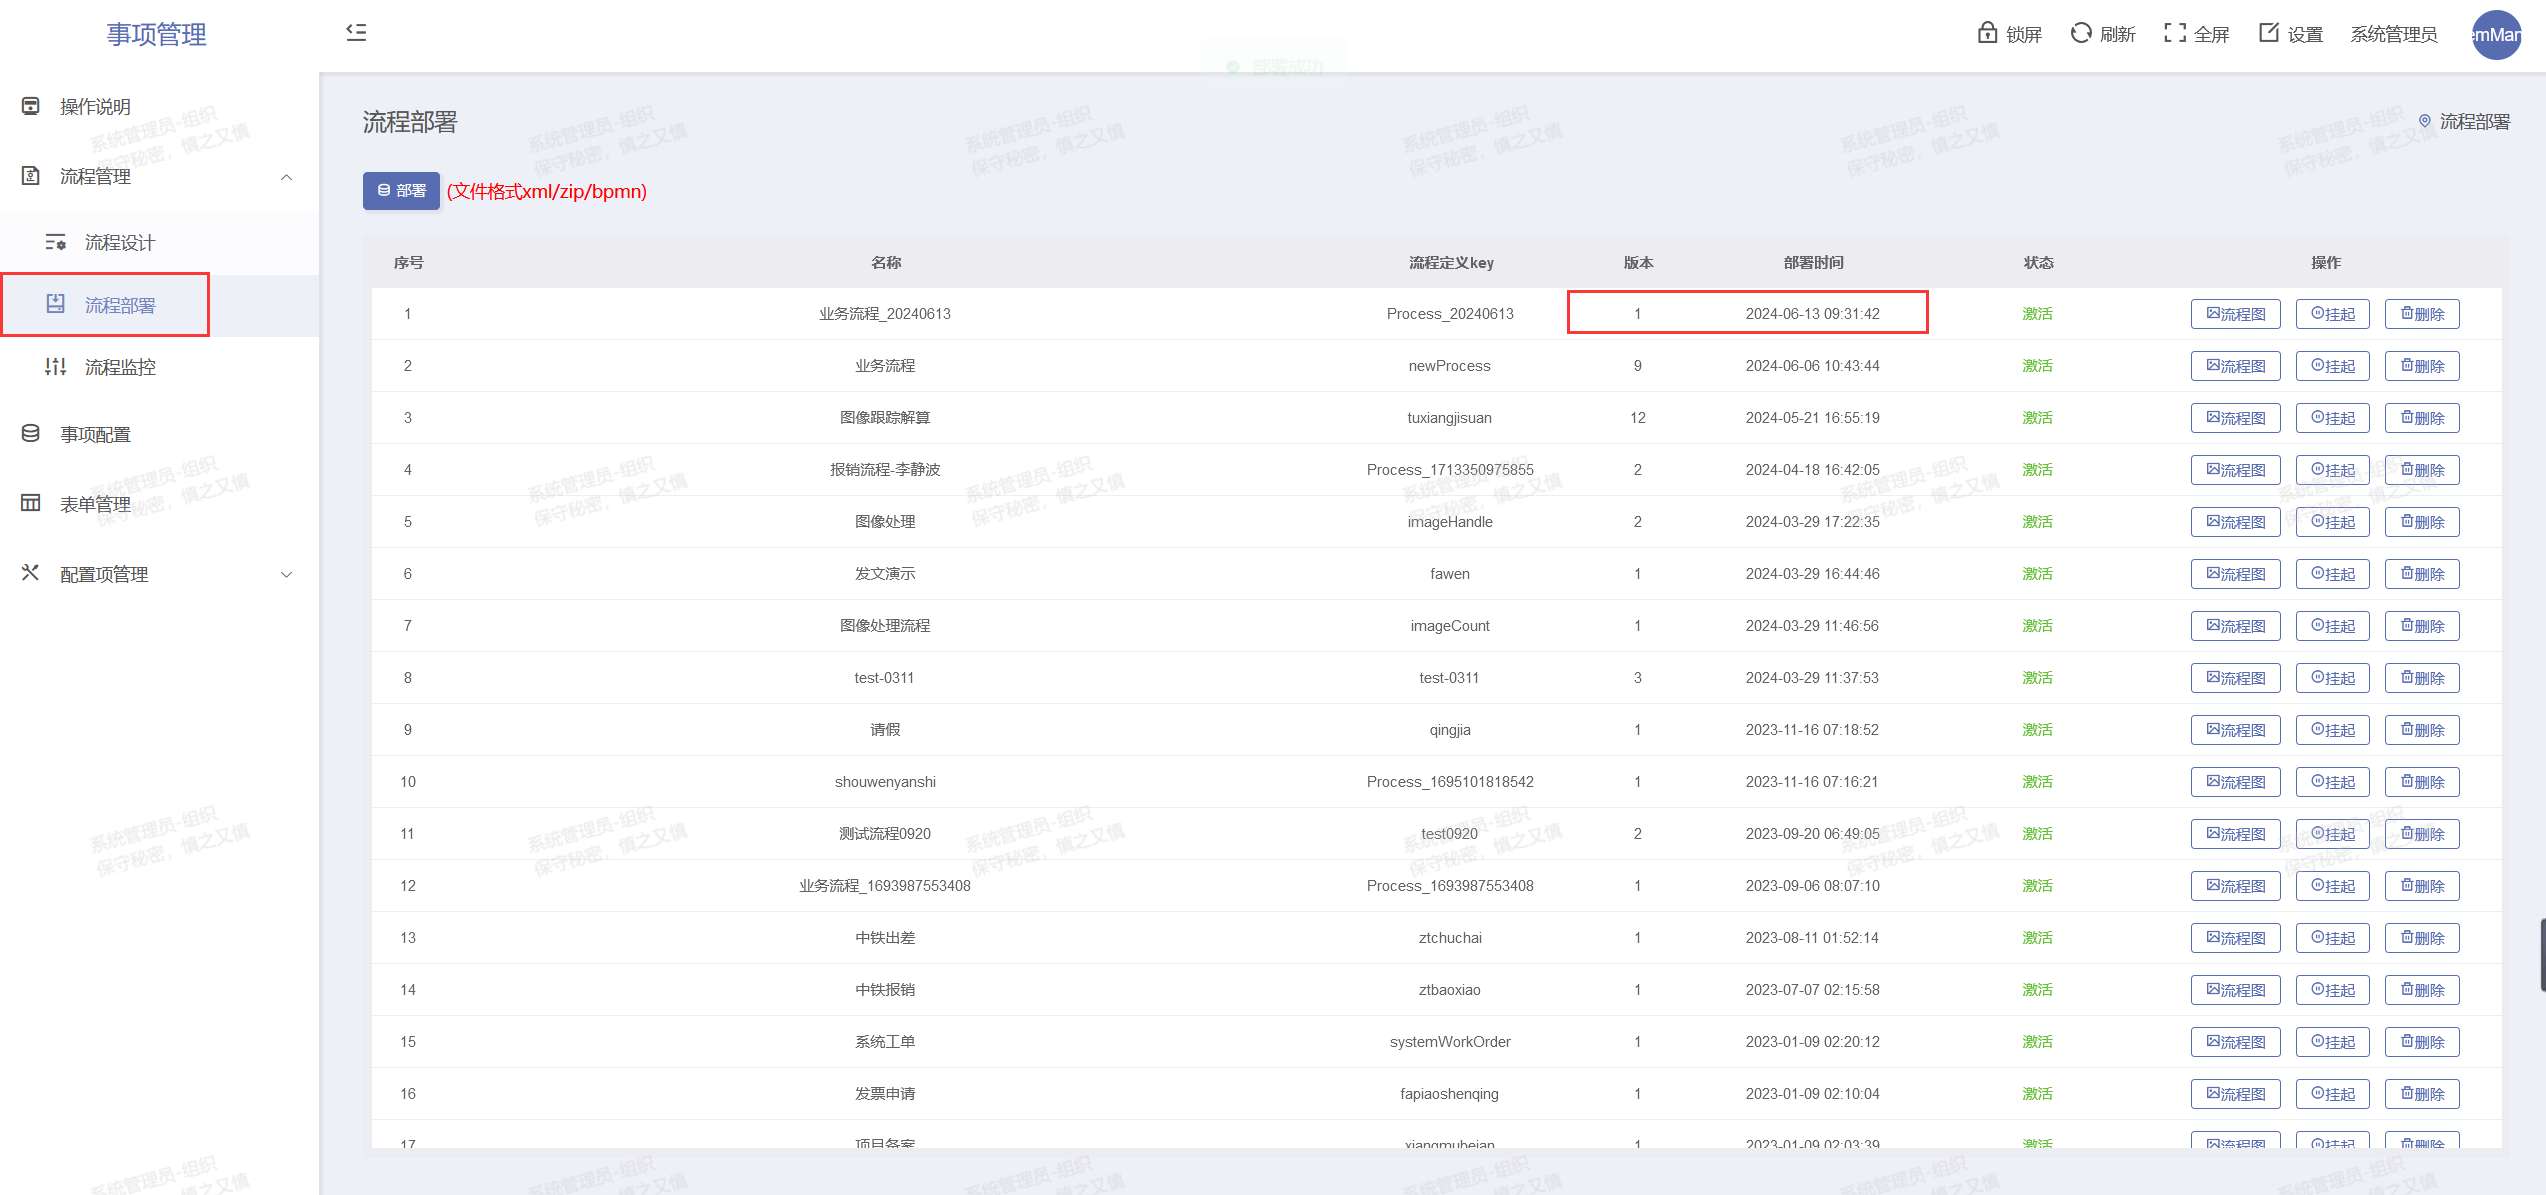 事项管理
锁屏 刷新 全屏 设置 系统管理员 emMan
部署成功
操作说明
流程管理
流程设计
流程部署
流程监控
事项配置
表单管理
配置项管理
流程部署
流程部署
部署 (文件格式xml/zip/bpmn)
序号 名称 流程定义key 版本 部署时间 状态 操作
1 业务流程_20240613 Process_20240613 1 2024-06-13 09:31:42 激活 流程图 挂起 删除
2 业务流程 newProcess 9 2024-06-06 10:43:44 激活 流程图 挂起 删除
3 图像跟踪解算 tuxiangjisuan 12 2024-05-21 16:55:19 激活 流程图 挂起 删除
4 报销流程-李静波 Process_1713350975855 2 2024-04-18 16:42:05 激活 流程图 挂起 删除
5 图像处理 imageHandle 2 2024-03-29 17:22:35 激活 流程图 挂起 删除
6 发文演示 fawen 1 2024-03-29 16:44:46 激活 流程图 挂起 删除
7 图像处理流程 imageCount 1 2024-03-29 11:46:56 激活 流程图 挂起 删除
8 test-0311 test-0311 3 2024-03-29 11:37:53 激活 流程图 挂起 删除
9 请假 qingjia 1 2023-11-16 07:18:52 激活 流程图 挂起 删除
10 shouwenyanshi Process_1695101818542 1 2023-11-16 07:16:21 激活 流程图 挂起 删除
11 测试流程0920 test0920 2 2023-09-20 06:49:05 激活 流程图 挂起 删除
12 业务流程_1693987553408 Process_1693987553408 1 2023-09-06 08:07:10 激活 流程图 挂起 删除
13 中铁出差 ztchuchai 1 2023-08-11 01:52:14 激活 流程图 挂起 删除
14 中铁报销 ztbaoxiao 1 2023-07-07 02:15:58 激活 流程图 挂起 删除
15 系统工单 systemWorkOrder 1 2023-01-09 02:20:12 激活 流程图 挂起 删除
16 发票申请 fapiaoshenqing 1 2023-01-09 02:10:04 激活 流程图 挂起 删除
17 项目备案 xiangmubeian 1 2023-01-09 02:03:39 激活 流程图 挂起 删除
系统管理员-组织
保守秘密，慎之又慎